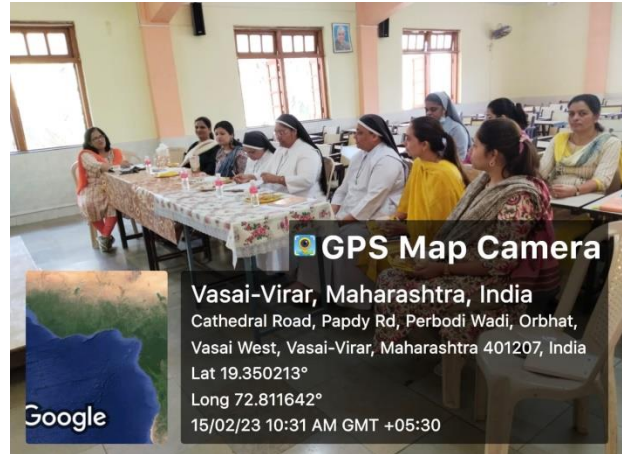 GPS Map Camera
Vasai-Virar, Maharashtra, India
Cathedral Road, Papdy Rd, Perbodi Wadi, Orbhat,
Vasai West, Vasai-Virar, Maharashtra 401207, India
Lat 19.350213°
Long 72.811642°
15/02/23 10:31 AM GMT +05:30
Google